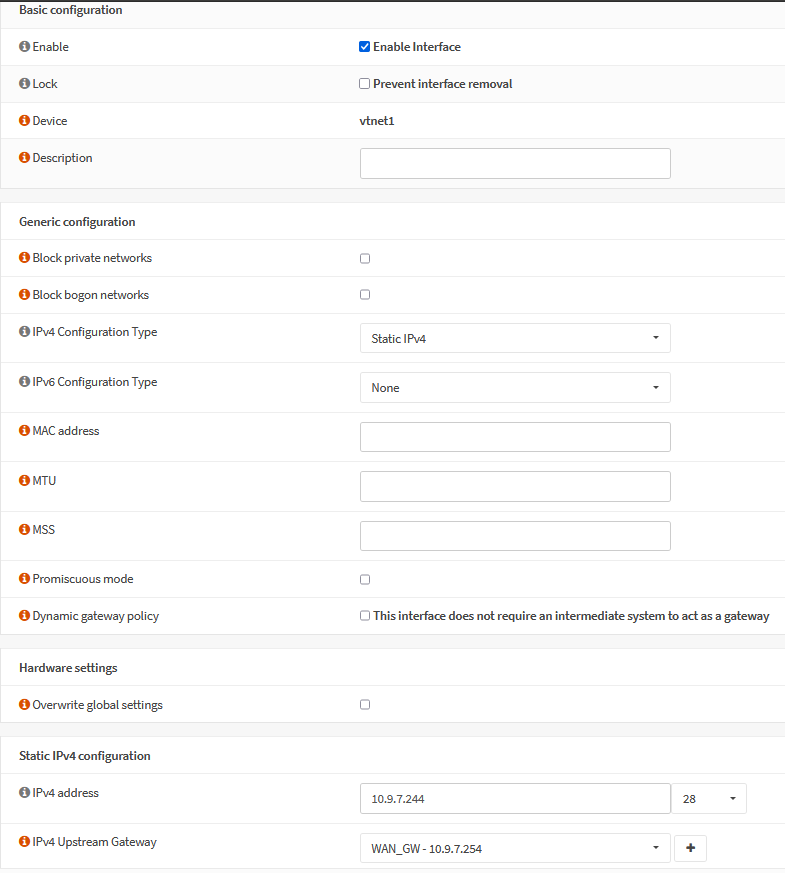 Basic configuration
Enable
Enable Interface
Lock
Prevent interface removal
Device
vtnet1
Description
Generic configuration
Block private networks
Block bogon networks
IPv4 Configuration Type
Static IPv4
IPv6 Configuration Type
None
MAC address
MTU
MSS
Promiscuous mode
Dynamic gateway policy
This interface does not require an intermediate system to act as a gateway
Hardware settings
Overwrite global settings
Static IPv4 configuration
IPv4 address
10.9.7.244
28
IPv4 Upstream Gateway
WAN_GW - 10.9.7.254